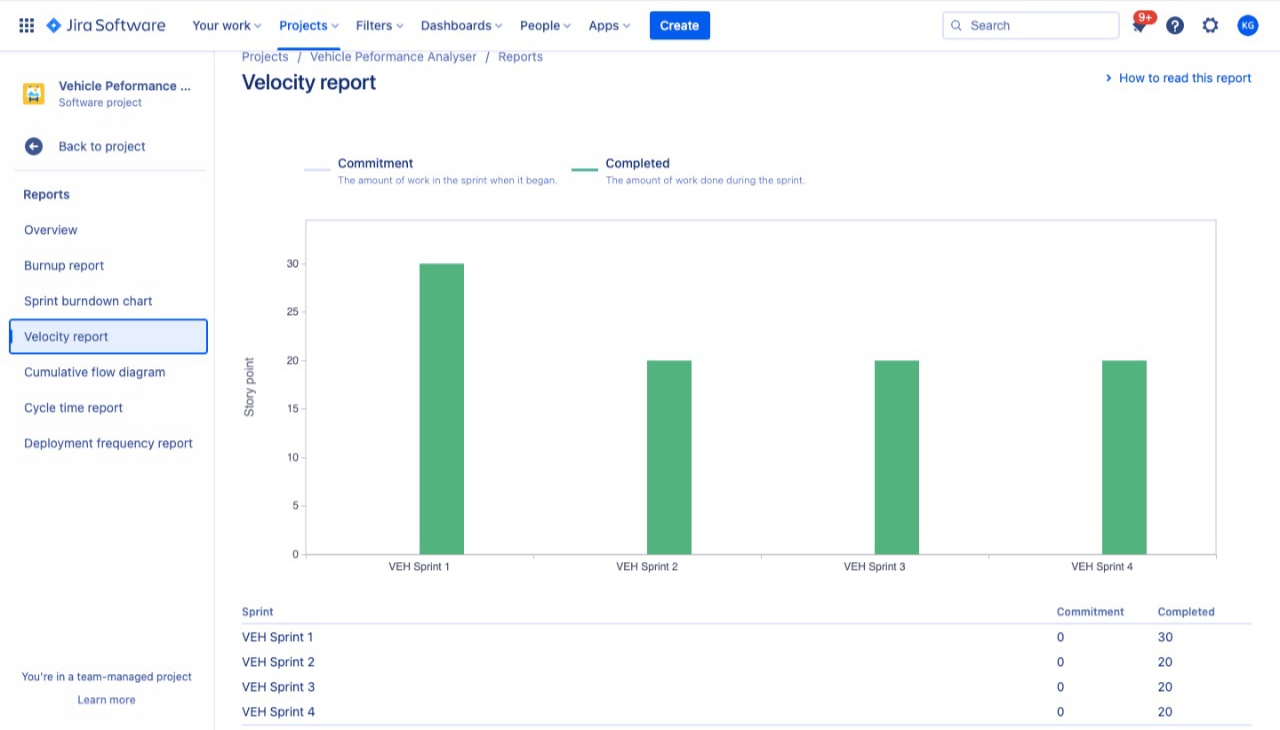 Jira Software
Your work
Projects
Filters
Dashboards
People
Apps
Create
Search
9+
?
KG
Vehicle Peformance ...
Software project
Back to project
Reports
Overview
Burnup report
Sprint burndown chart
Velocity report
Cumulative flow diagram
Cycle time report
Deployment frequency report
You're in a team-managed project
Learn more
Projects / Vehicle Peformance Analyser / Reports
Velocity report
How to read this report
Commitment
The amount of work in the sprint when it began.
Completed
The amount of work done during the sprint.
Story point
30
25
20
15
10
5
0
VEH Sprint 1 VEH Sprint 2 VEH Sprint 3 VEH Sprint 4
Sprint Commitment Completed
VEH Sprint 1 0 30
VEH Sprint 2 0 20
VEH Sprint 3 0 20
VEH Sprint 4 0 20